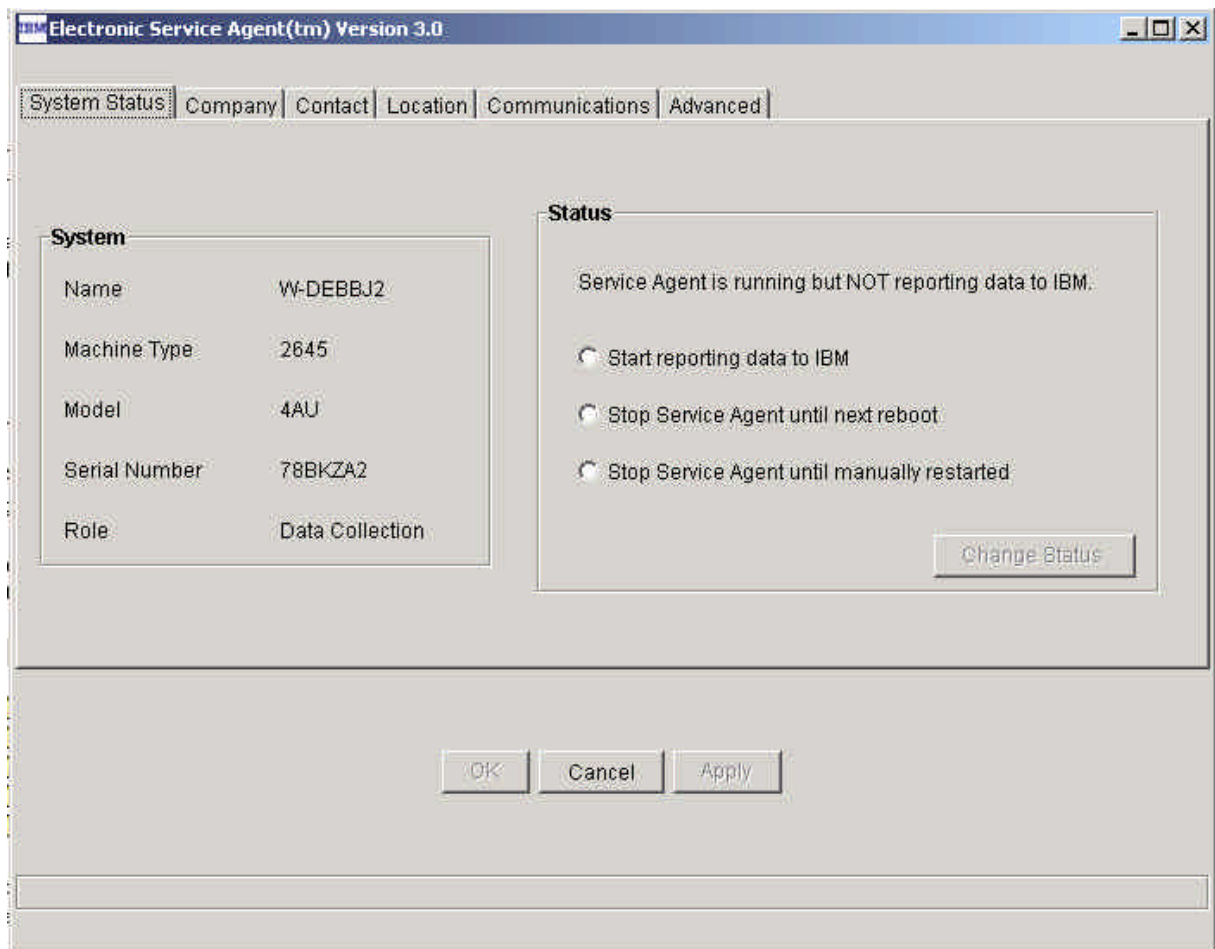 IBM Electronic Service Agent(tm) Version 3.0
System Status Company Contact Location Communications Advanced
System
Name W-DEBBJ2
Machine Type 2645
Model 4AU
Serial Number 78BKZA2
Role Data Collection
Status
Service Agent is running but NOT reporting data to IBM.
Start reporting data to IBM
Stop Service Agent until next reboot
Stop Service Agent until manually restarted
Change Status
OK Cancel Apply